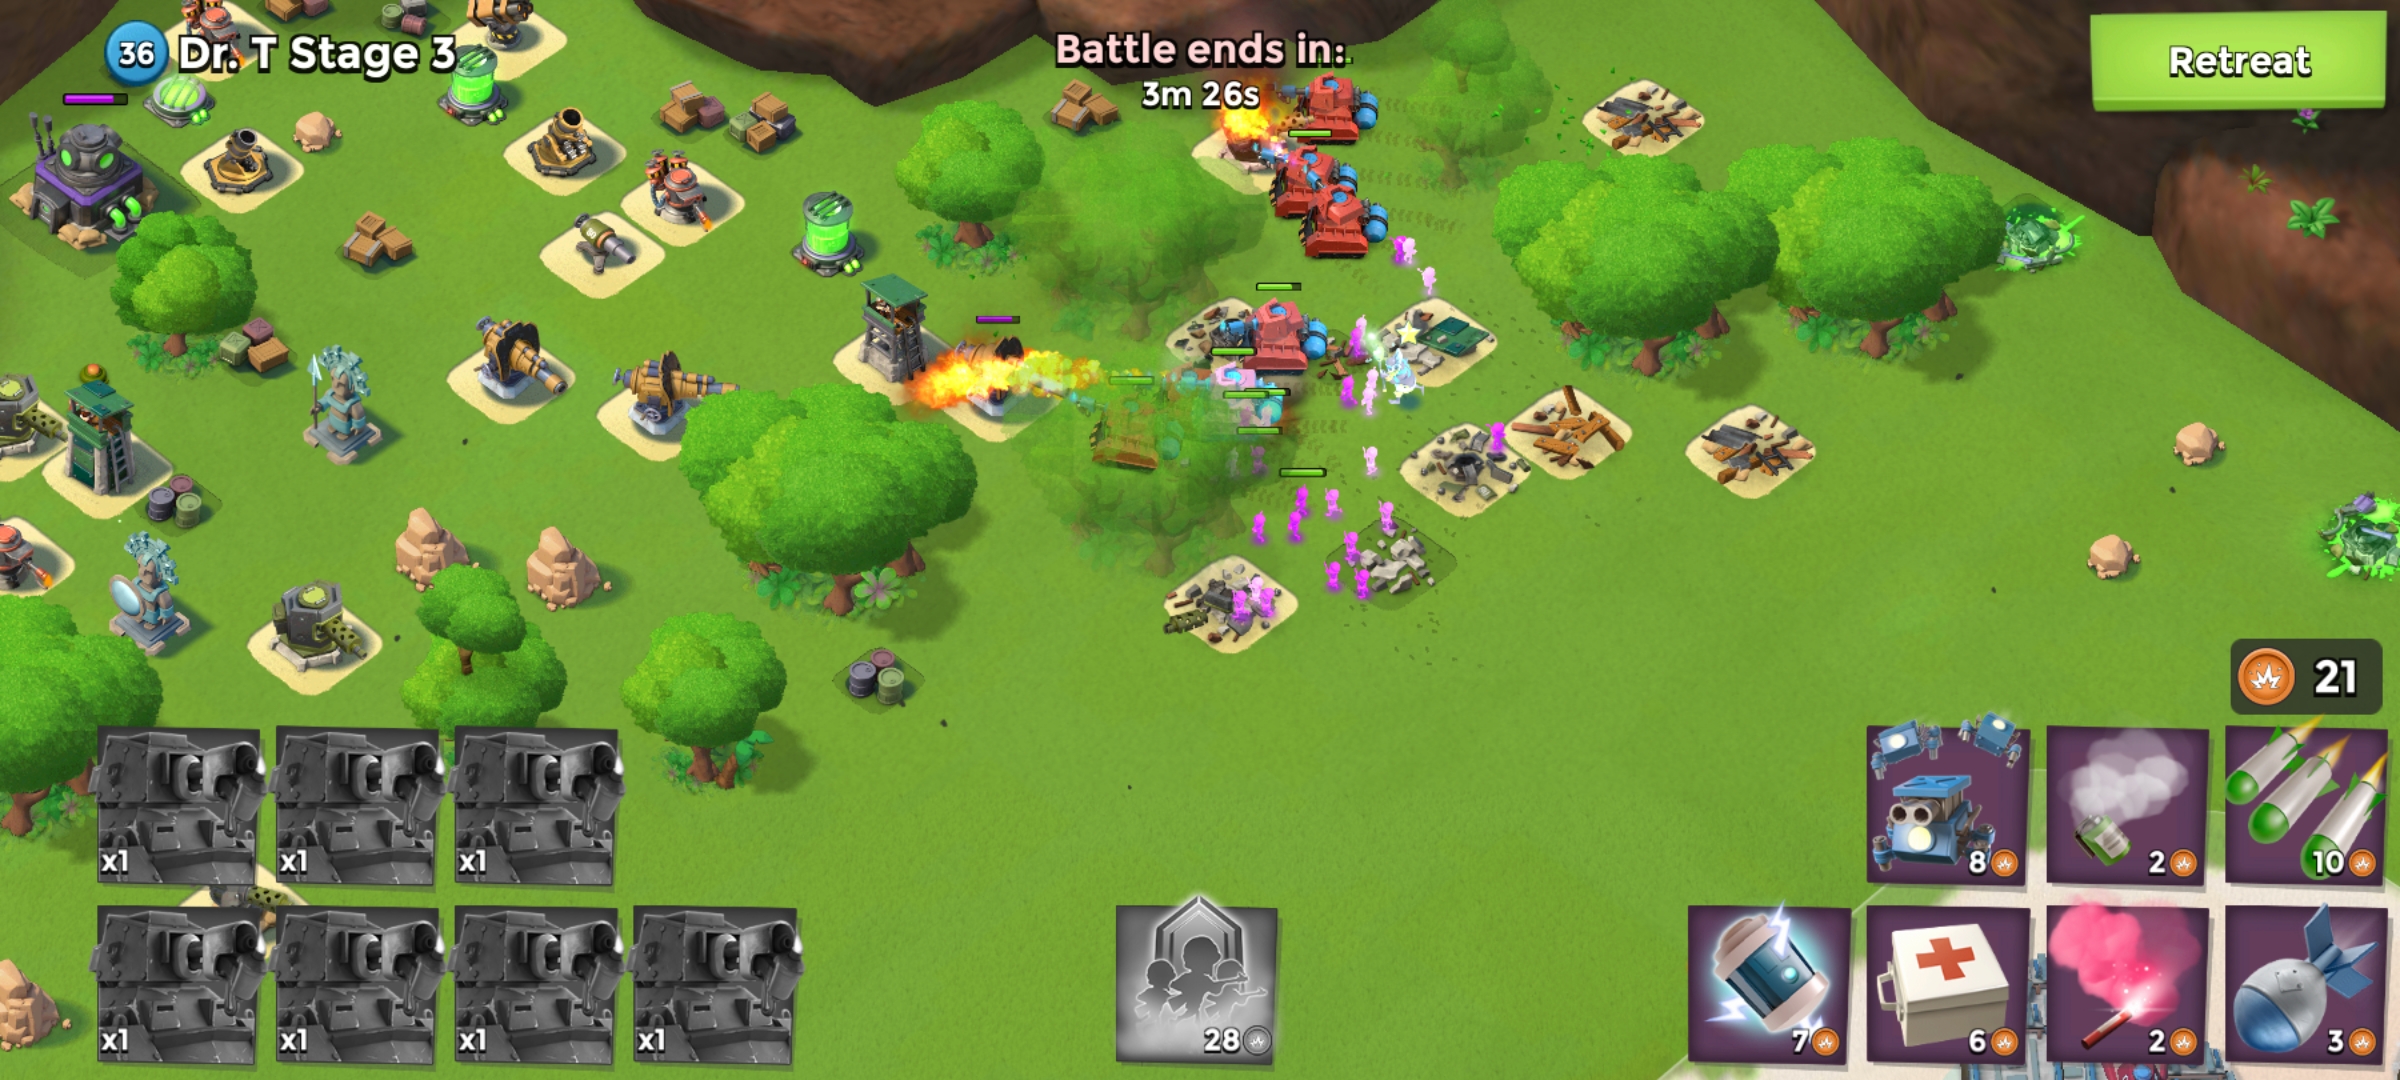 36 Dr. T Stage 3
Battle ends in:
3m 26s
Retreat
21
x1 x1 x1
8 2 10
x1 x1 x1 x1
28
7 6 2 3